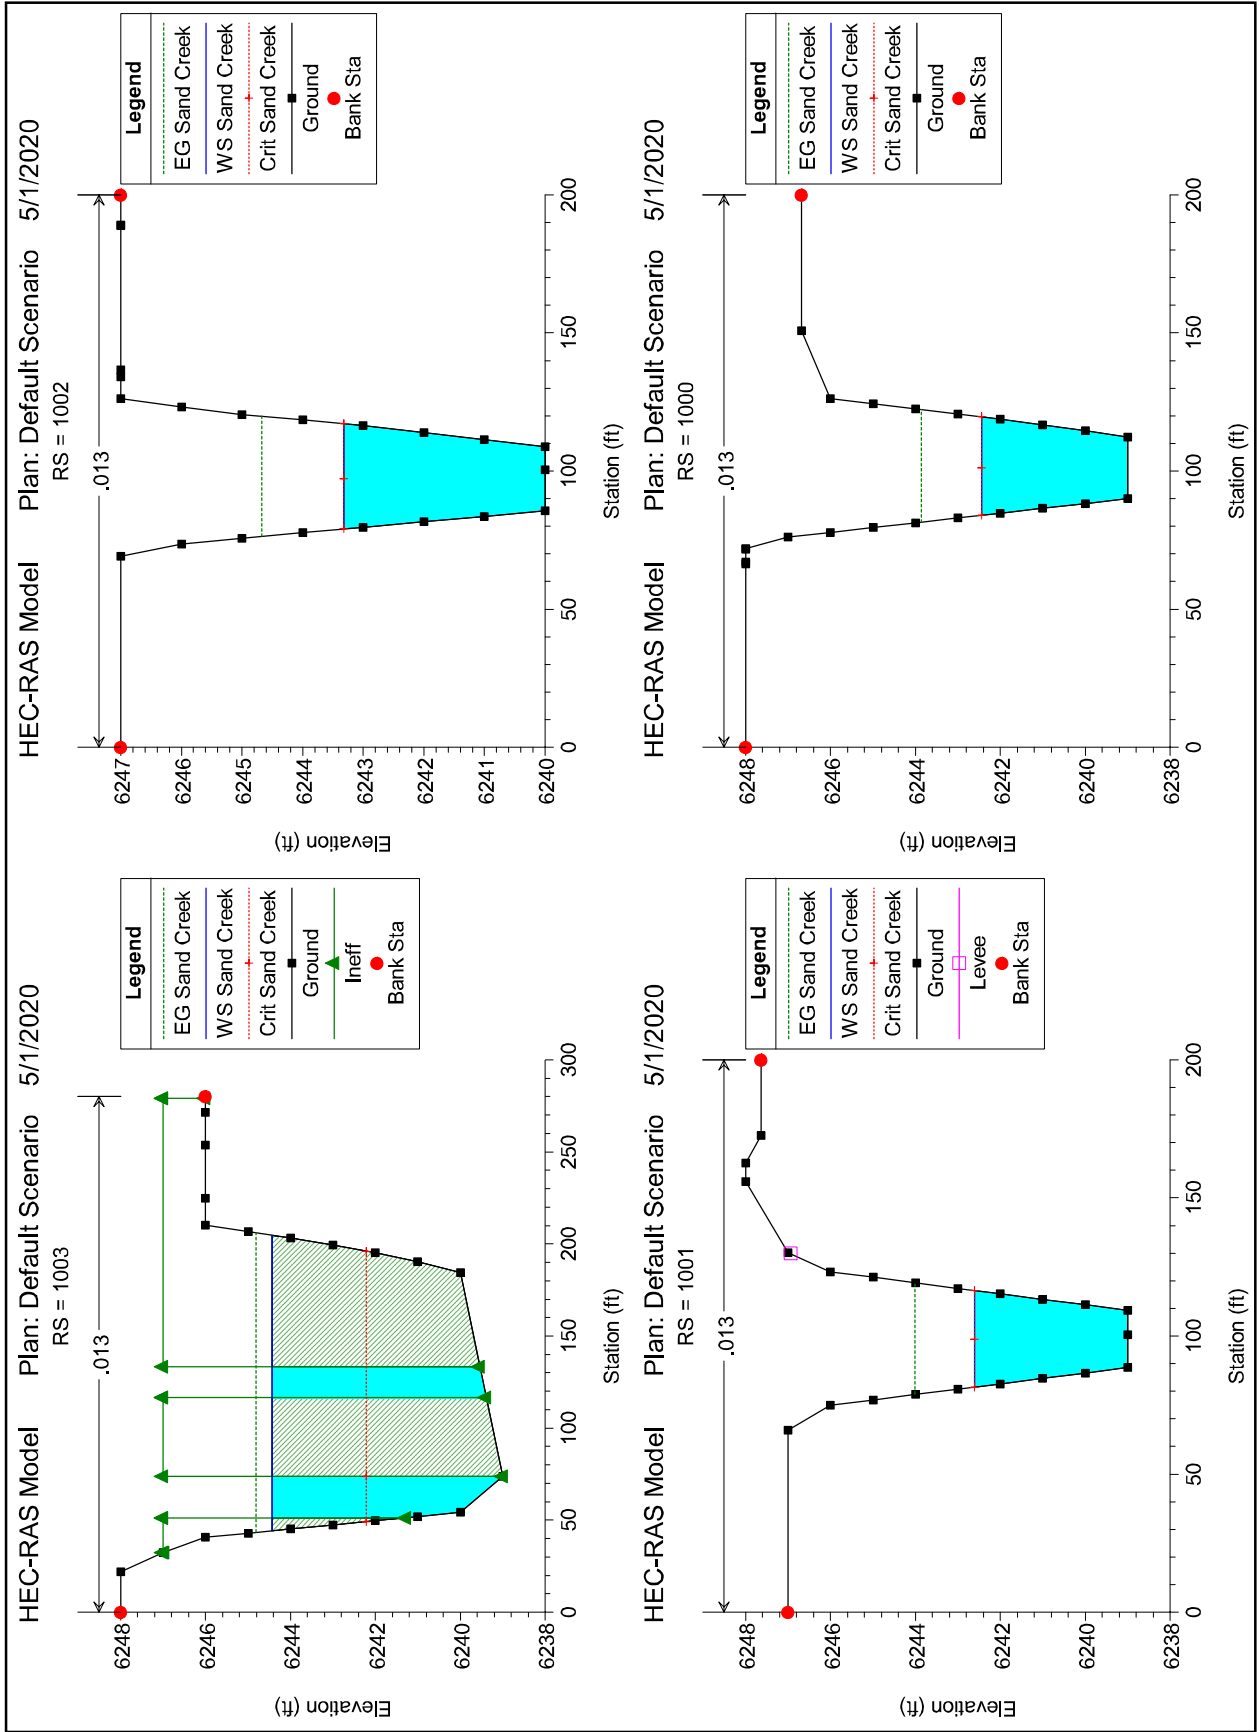 HEC-RAS Model Plan: Default Scenario 5/1/2020
RS = 1003
.013
Elevation (ft)
6248
6246
6244
6242
6240
6238
0
50
100
150
200
250
300
Station (ft)
Legend
EG Sand Creek
WS Sand Creek
Crit Sand Creek
Ground
Ineff
Bank Sta
HEC-RAS Model Plan: Default Scenario 5/1/2020
RS = 1002
.013
Elevation (ft)
6247
6246
6245
6244
6243
6242
6241
6240
0
50
100
150
200
Station (ft)
Legend
EG Sand Creek
WS Sand Creek
Crit Sand Creek
Ground
Bank Sta
HEC-RAS Model Plan: Default Scenario 5/1/2020
RS = 1001
.013
Elevation (ft)
6248
6246
6244
6242
6240
6238
0
50
100
150
200
Station (ft)
Legend
EG Sand Creek
WS Sand Creek
Crit Sand Creek
Ground
Levee
Bank Sta
HEC-RAS Model Plan: Default Scenario 5/1/2020
RS = 1000
.013
Elevation (ft)
6248
6246
6244
6242
6240
6238
0
50
100
150
200
Station (ft)
Legend
EG Sand Creek
WS Sand Creek
Crit Sand Creek
Ground
Bank Sta